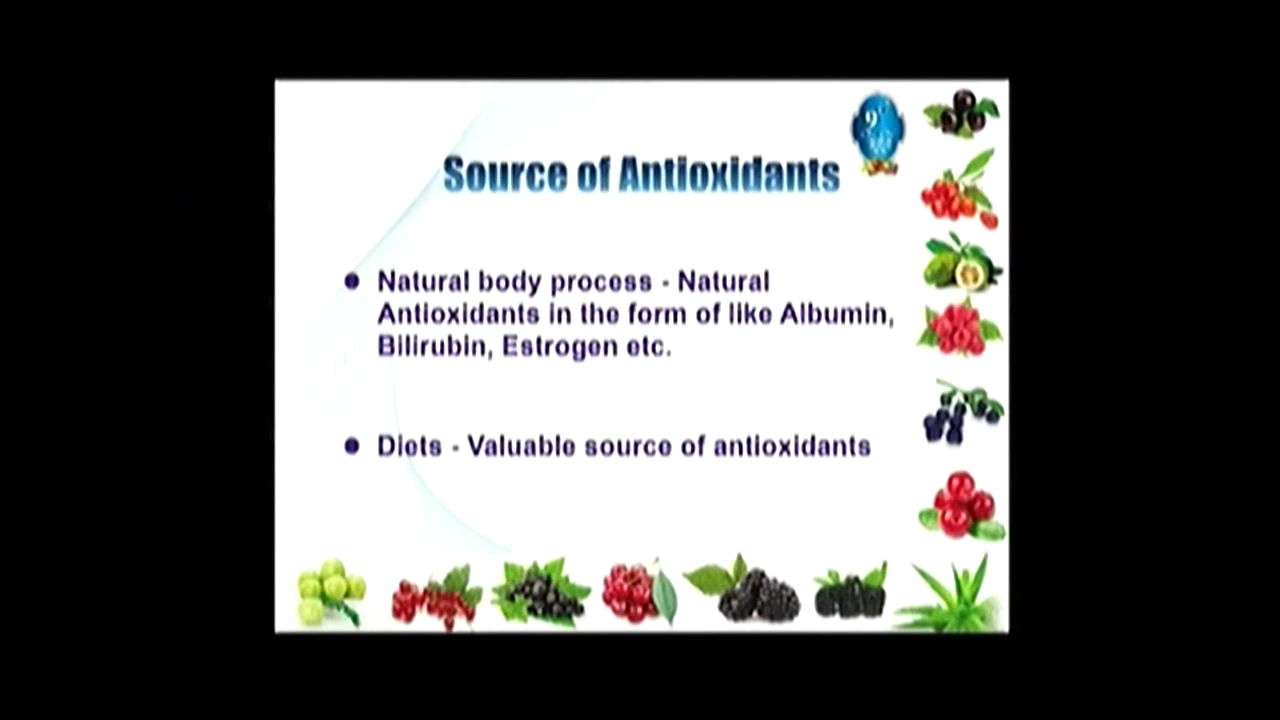 Source of Antioxidants
Natural body process - Natural
Antioxidants in the form of like Albumin,
Bilirubin, Estrogen etc.
Diets - Valuable source of antioxidants